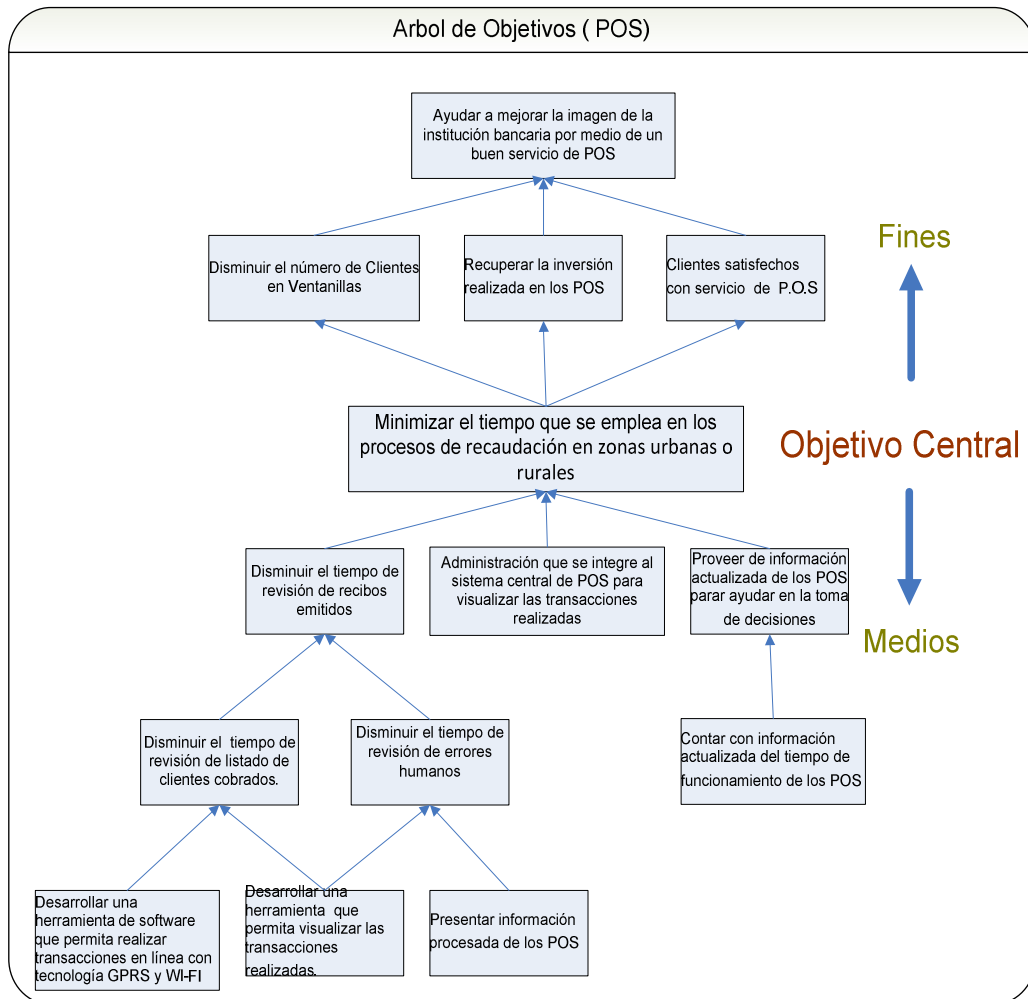 Arbol de Objetivos ( POS)
Ayudar a mejorar la imagen de la
institución bancaria por medio de un
buen servicio de POS
Disminuir el número de Clientes
en Ventanillas
Recuperar la inversión
realizada en los POS
Clientes satisfechos
con servicio de P.O.S
Fines
Minimizar el tiempo que se emplea en los
procesos de recaudación en zonas urbanas o
rurales
Objetivo Central
Disminuir el tiempo de
revisión de recibos
emitidos
Administración que se integre al
sistema central de POS para
visualizar las transacciones
realizadas
Proveer de información
actualizada de los POS
parar ayudar en la toma
de decisiones
Medios
Disminuir el tiempo de
revisión de listado de
clientes cobrados.
Disminuir el tiempo de
revisión de errores
humanos
Contar con información
actualizada del tiempo de
funcionamiento de los POS
Desarrollar una
herramienta de software
que permita realizar
transacciones en línea con
tecnología GPRS y WI-FI
Desarrollar una
herramienta que
permita visualizar las
transacciones
realizadas.
Presentar información
procesada de los POS